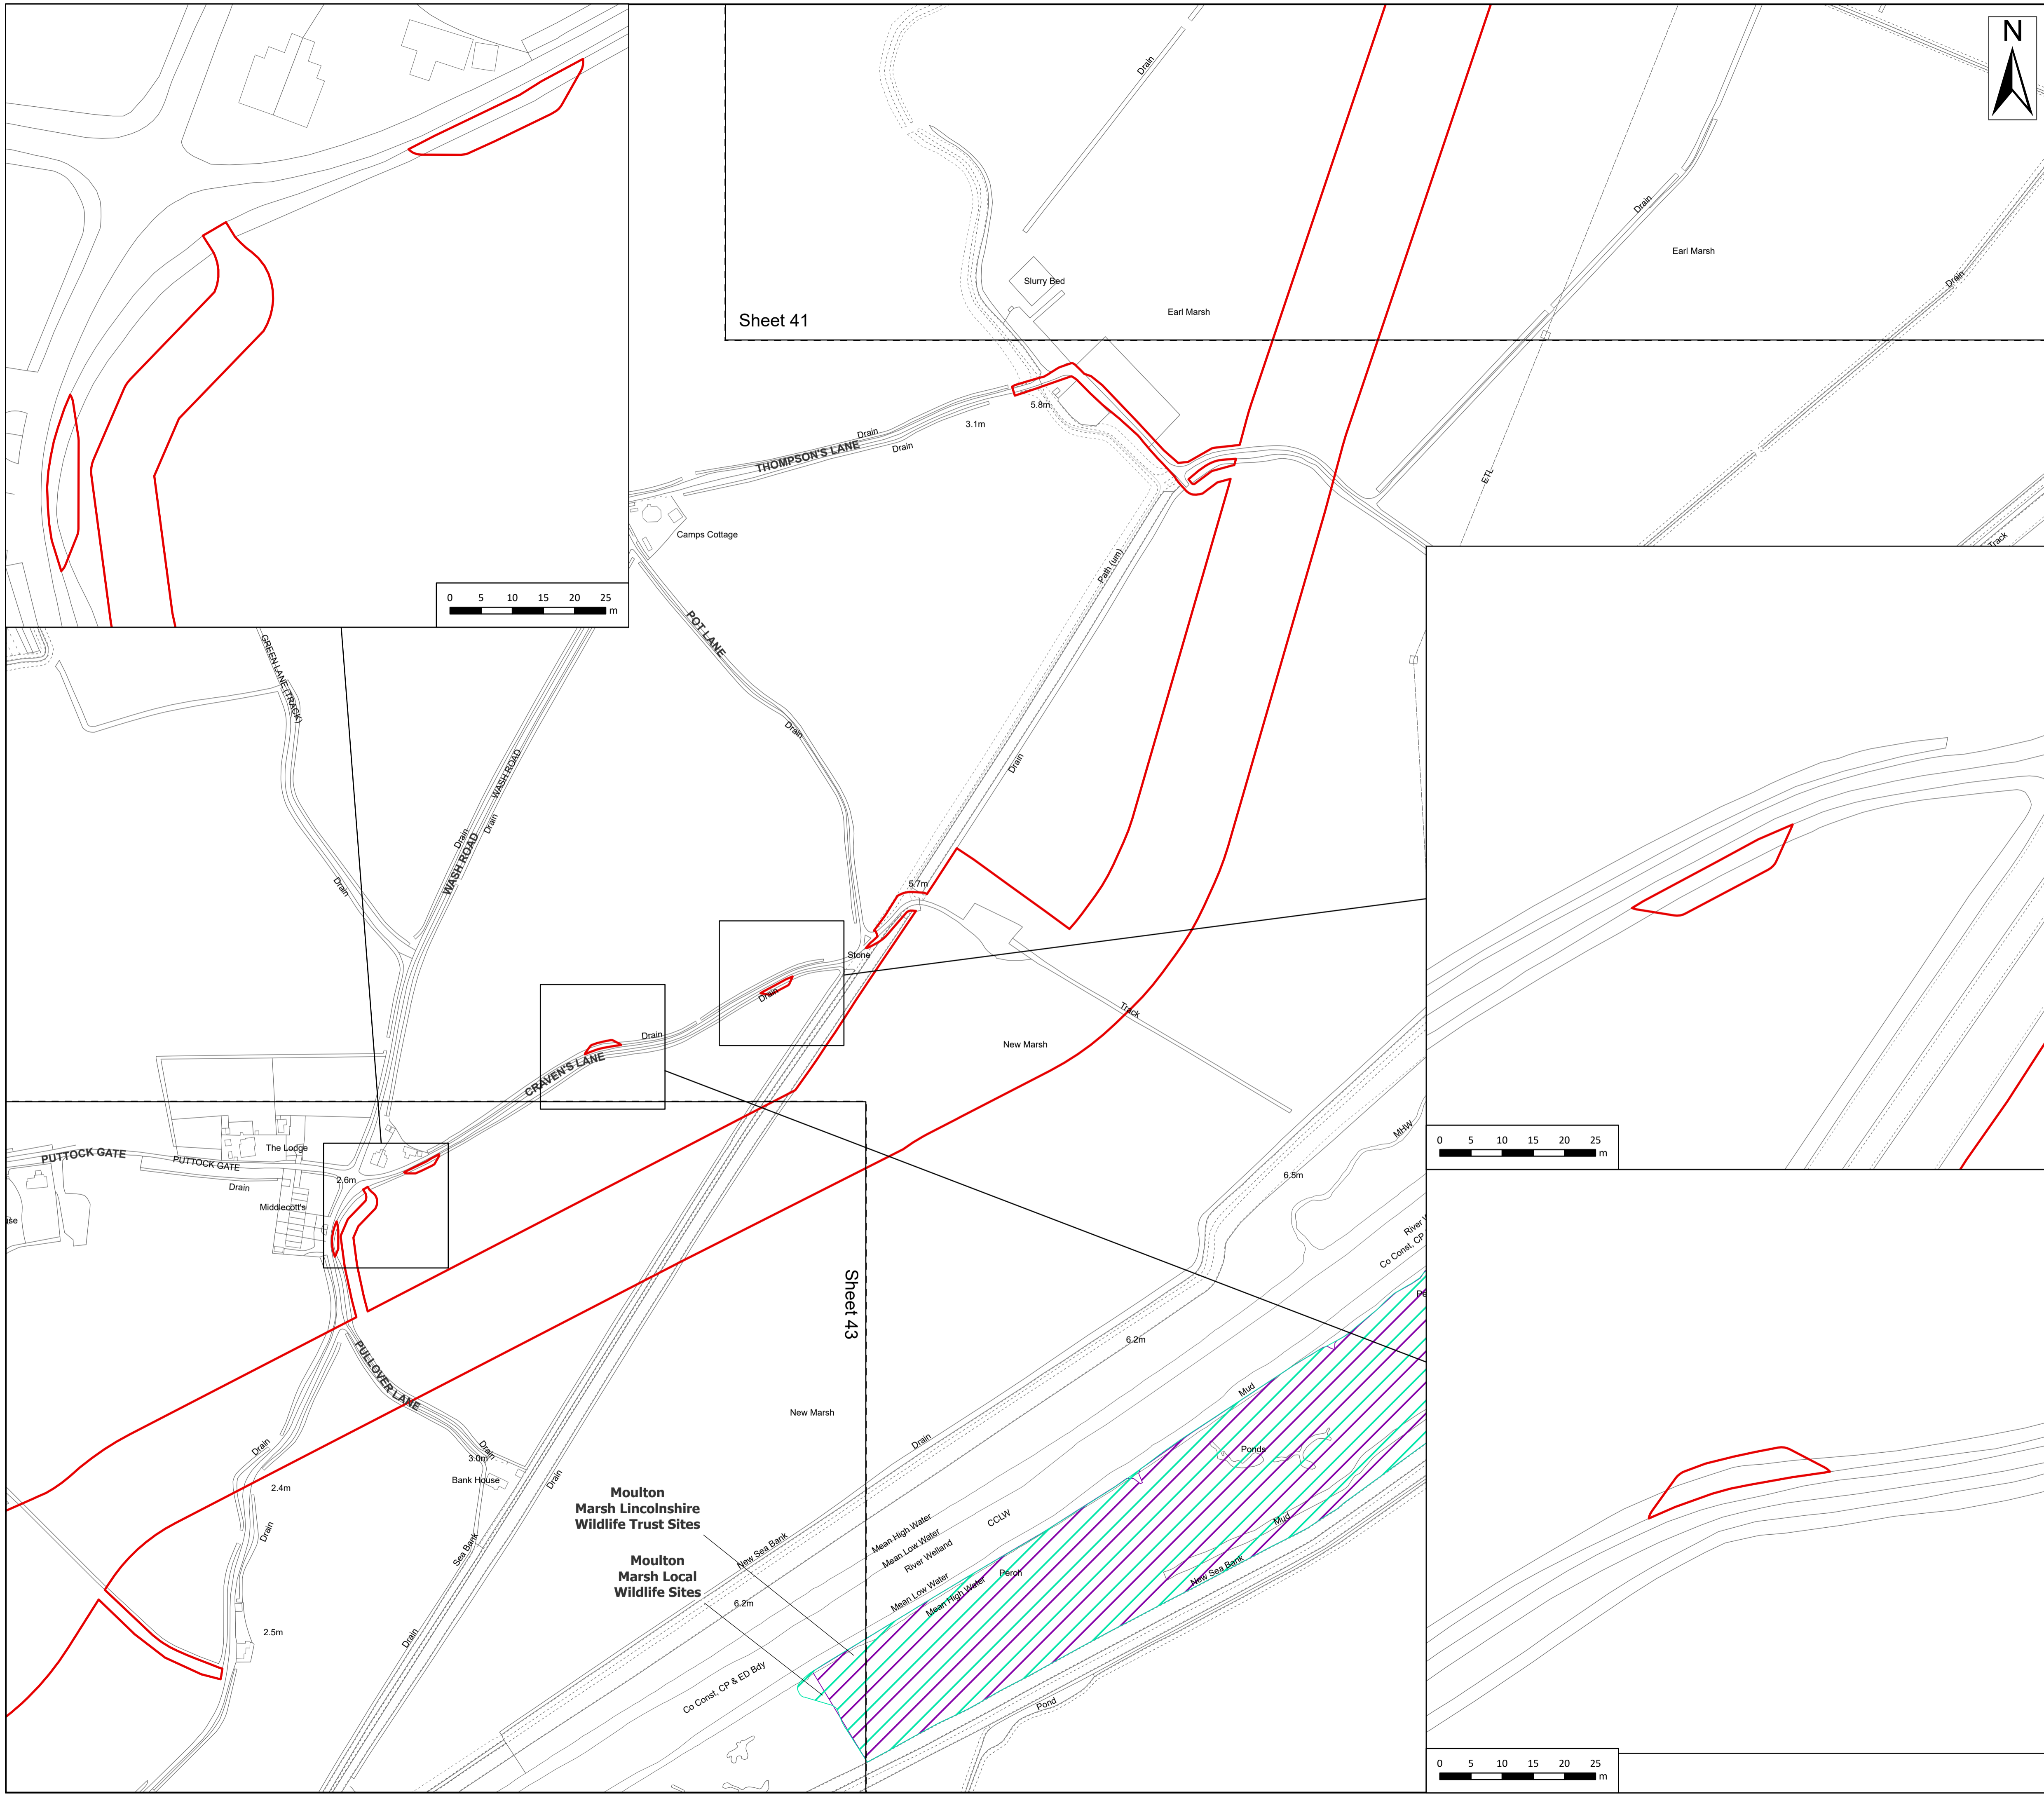 N
Drain
Drain
Earl Marsh
Drain
Slurry Bed
Earl Marsh
Sheet 41
5.8m
3.1m
Drain
THOMPSON'S LANE
Drain
ETL
Camps Cottage
Track
Path (um)
0 5 10 15 20 25
m
POT LANE
GREEN LANE (TRACK)
Drain
Drain
WASH ROAD
Drain
Drain
WASH ROAD
Drain
5.7m
Stone
Drain
Track
Drain
New Marsh
CRAVEN'S LANE
MHW
0 5 10 15 20 25
m
The Lodge
PUTTOCK GATE
PUTTOCK GATE
2.6m
6.5m
Drain
Middlecott's
Co Const, CP
Sheet 43
6.2m
PULLOVER LANE
Mud
New Marsh
Drain
Drain
Drain
3.0m
Ponds
Bank House
2.4m
Drain
Moulton
Marsh Lincolnshire
Wildlife Trust Sites
CCLW
Mud
Drain
Mean High Water
Mean Low Water
River Welland
Sea Bank
New Sea Bank
Moulton
Marsh Local
Wildlife Sites
Perch
New Sea Bank
Mean Low Water
Mean High Water
6.2m
2.5m
Drain
Co Const, CP & ED Bdy
Pond
0 5 10 15 20 25
m